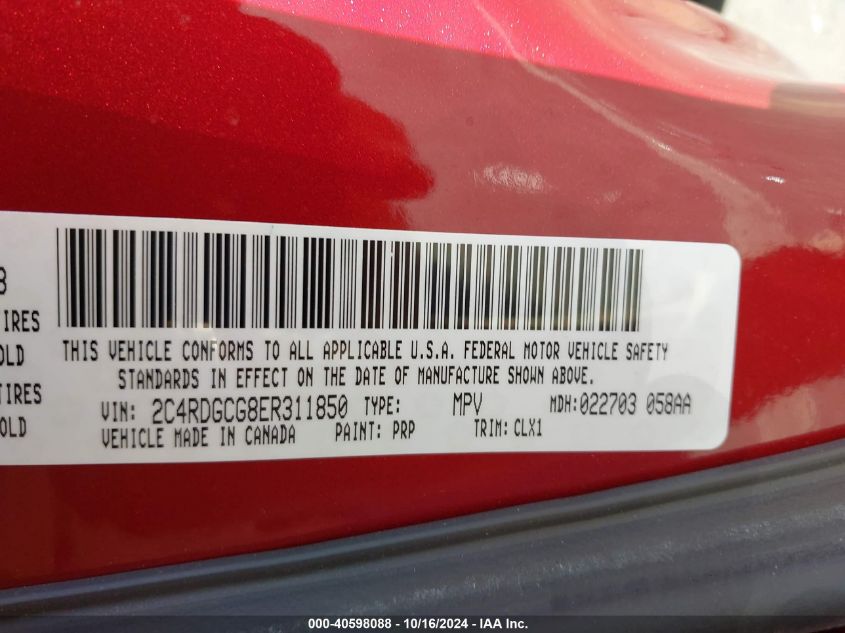 8
IRES
OLD
TIRES
OLD
THIS VEHICLE CONFORMS TO ALL APPLICABLE U.S.A. FEDERAL MOTOR VEHICLE SAFETY
STANDARDS IN EFFECT ON THE DATE OF MANUFACTURE SHOWN ABOVE.
VIN: 2C4RDGCG8ER311850 TYPE: MPV MDH:022703 058AA
VEHICLE MADE IN CANADA PAINT: PRP TRIM: CLX1
000-40598088 - 10/16/2024 - IAA Inc.